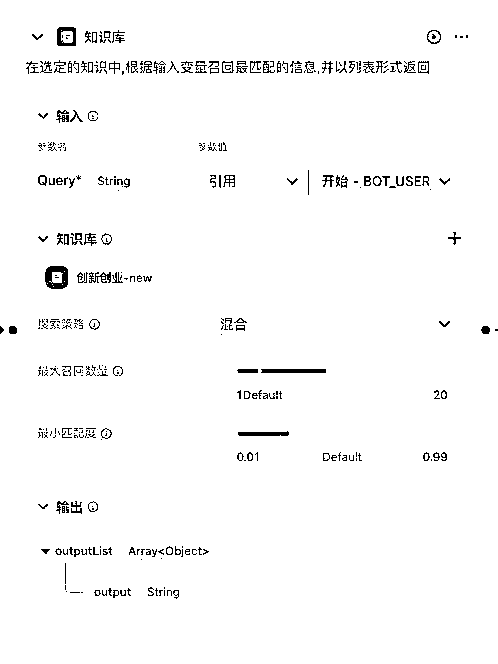 知识库
在选定的知识中,根据输入变量召回最匹配的信息,并以列表形式返回
输入
参数名 参数值
Query* String 引用 开始 - BOT_USER
知识库
创新创业-new
搜索策略 混合
最大召回数量
1 Default 20
最小匹配度
0.01 Default 0.99
输出
outputList Array<Object>
output String